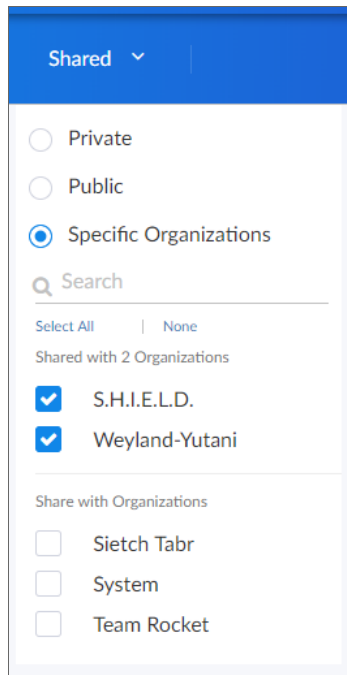 Shared
Private
Public
Specific Organizations
Search
Select All | None
Shared with 2 Organizations
S.H.I.E.L.D.
Weyland-Yutani
Share with Organizations
Sietch Tabr
System
Team Rocket